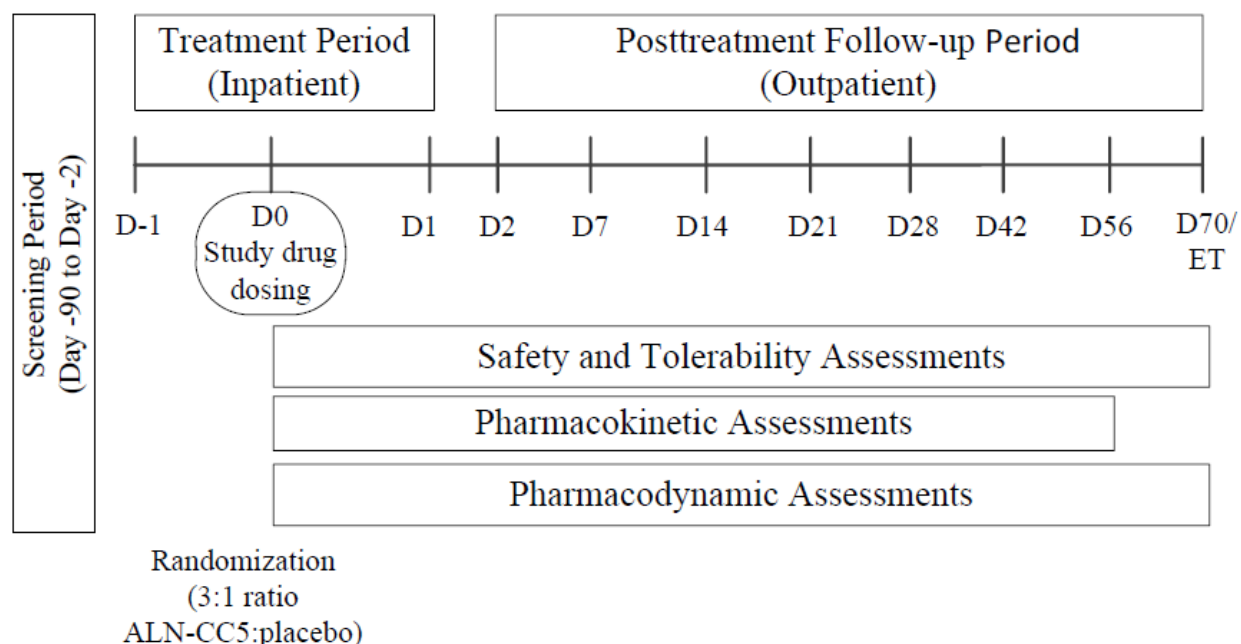 Screening Period
(Day -90 to Day -2)
Treatment Period
(Inpatient)
Posttreatment Follow-up Period
(Outpatient)
D-1
D0
Study drug
dosing
D1
D2
D7
D14
D21
D28
D42
D56
D70/
ET
Safety and Tolerability Assessments
Pharmacokinetic Assessments
Pharmacodynamic Assessments
Randomization
(3:1 ratio
ALN-CC5:placebo)